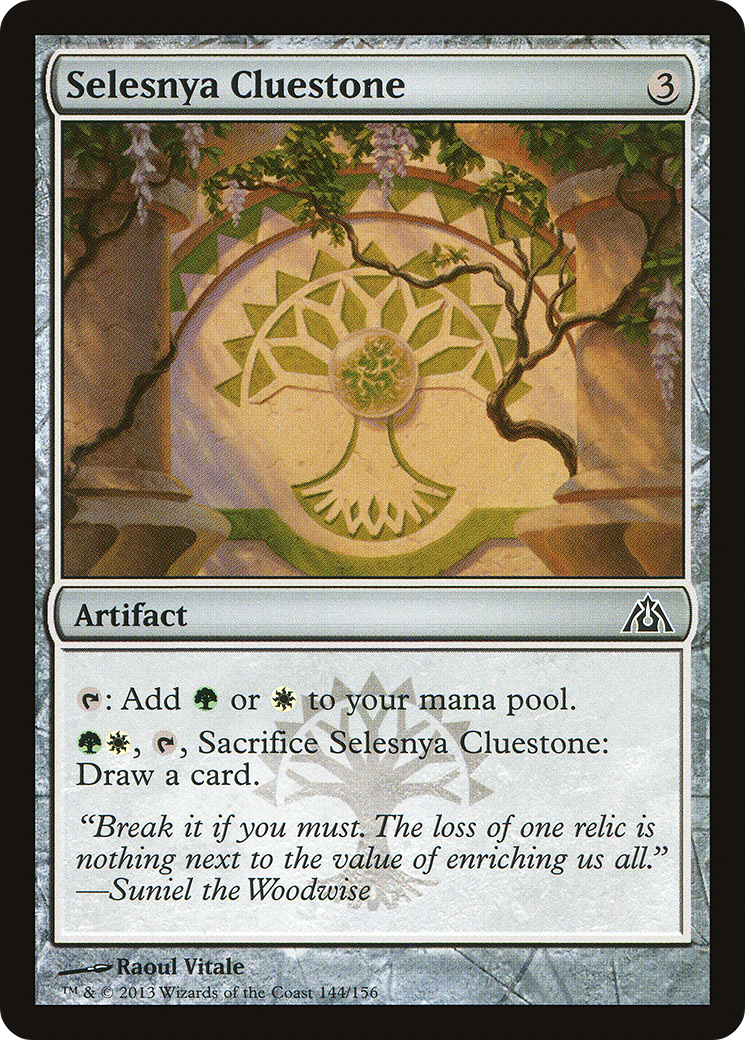 Selesnya Cluestone 3
Artifact
: Add or to your mana pool.
, , Sacrifice Selesnya Cluestone:
Draw a card.
“Break it if you must. The loss of one relic is
nothing next to the value of enriching us all.”
—Suniel the Woodwise
Raoul Vitale
™ & © 2013 Wizards of the Coast 144/156